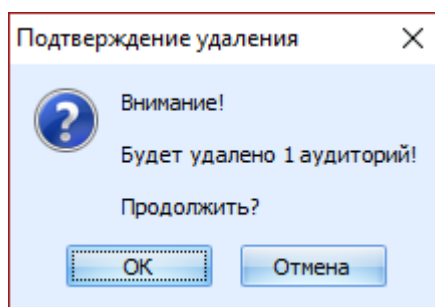 Подтверждение удаления
Внимание!
Будет удалено 1 аудиторий!
Продолжить?
ОК
Отмена